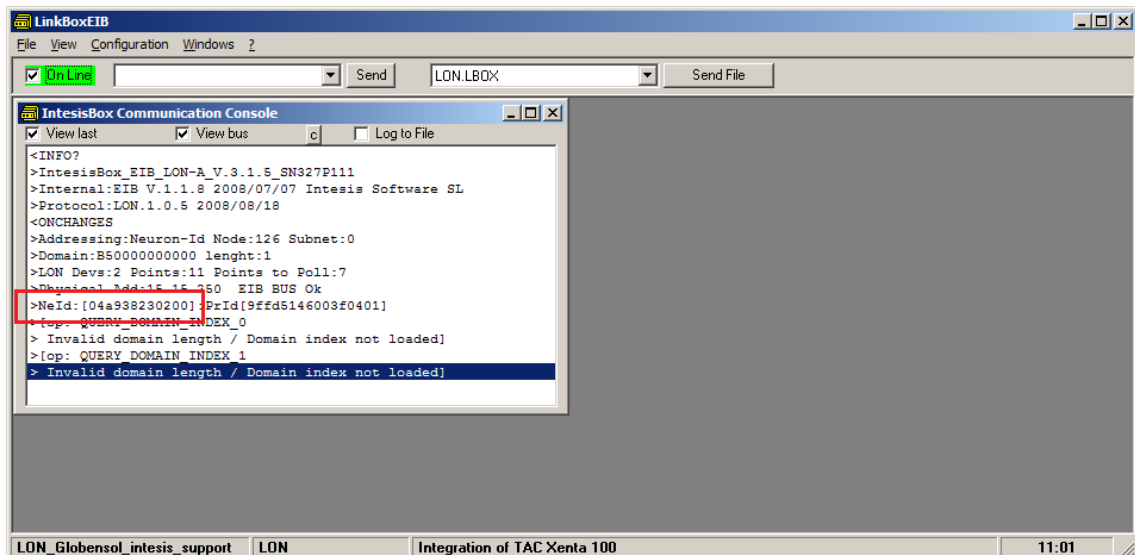 LinkBoxEIB
File View Configuration Windows ?
On Line Send LON.LBOX Send File
IntesisBox Communication Console
View last View bus c Log to File
<INFO?
>IntesisBox_EIB_LON-A_V.3.1.5_SN327P111
>Internal:EIB V.1.1.8 2008/07/07 Intesis Software SL
>Protocol:LON.1.0.5 2008/08/18
<ONCHANGES
>Addressing:Neuron-Id Node:126 Subnet:0
>Domain:B50000000000 lenght:1
>LON Devs:2 Points:11 Points to Poll:7
>Physical Add:15.15.250 EIB BUS Ok
>NeId:[04a938230200] PrId[9ffd5146003f0401]
>[op: QUERY_DOMAIN_INDEX_0
> Invalid domain length / Domain index not loaded]
>[op: QUERY_DOMAIN_INDEX_1
> Invalid domain length / Domain index not loaded]
LON_Globensol_intesis_support LON Integration of TAC Xenta 100 11:01